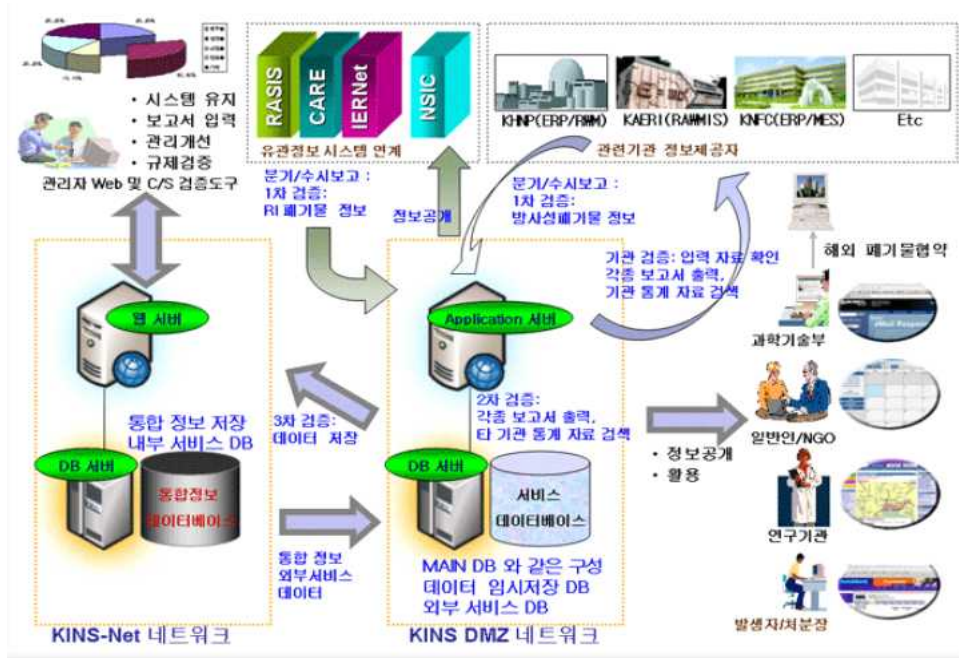 • 시스템 유지
• 보고서 입력
• 관리개선
• 규제검증
관리자 Web 및 C/S 검증도구
RASIS
CARE
IERNet
NSIC
유관정보 시스템 연계
KHNP(ERP/RWM)
KAERI(RAWMIS)
KNFC(ERP/MES)
Etc
관련기관 정보제공자
분기/수시보고 :
1차 검증:
RI 폐기물 정보
정보공개
분기/수시보고 :
1차 검증:
방사성폐기물 정보
기관 검증: 입력 자료 확인
각종 보고서 출력,
기관 통계 자료 검색
해외 폐기물협약
과학기술부
웹 서버
Application 서버
통합 정보 저장
내부 서비스 DB
3차 검증:
데이터 저장
2차 검증:
각종 보고서 출력,
타 기관 통계 자료 검색
• 정보공개
• 활용
일반인/NGO
DB 서버
통합정보
데이터베이스
DB 서버
서비스
데이터베이스
연구기관
통합 정보
외부서비스
데이터
MAIN DB 와 같은 구성
데이터 임시저장 DB
외부 서비스 DB
발생자/처분장
KINS-Net 네트워크
KINS DMZ 네트워크